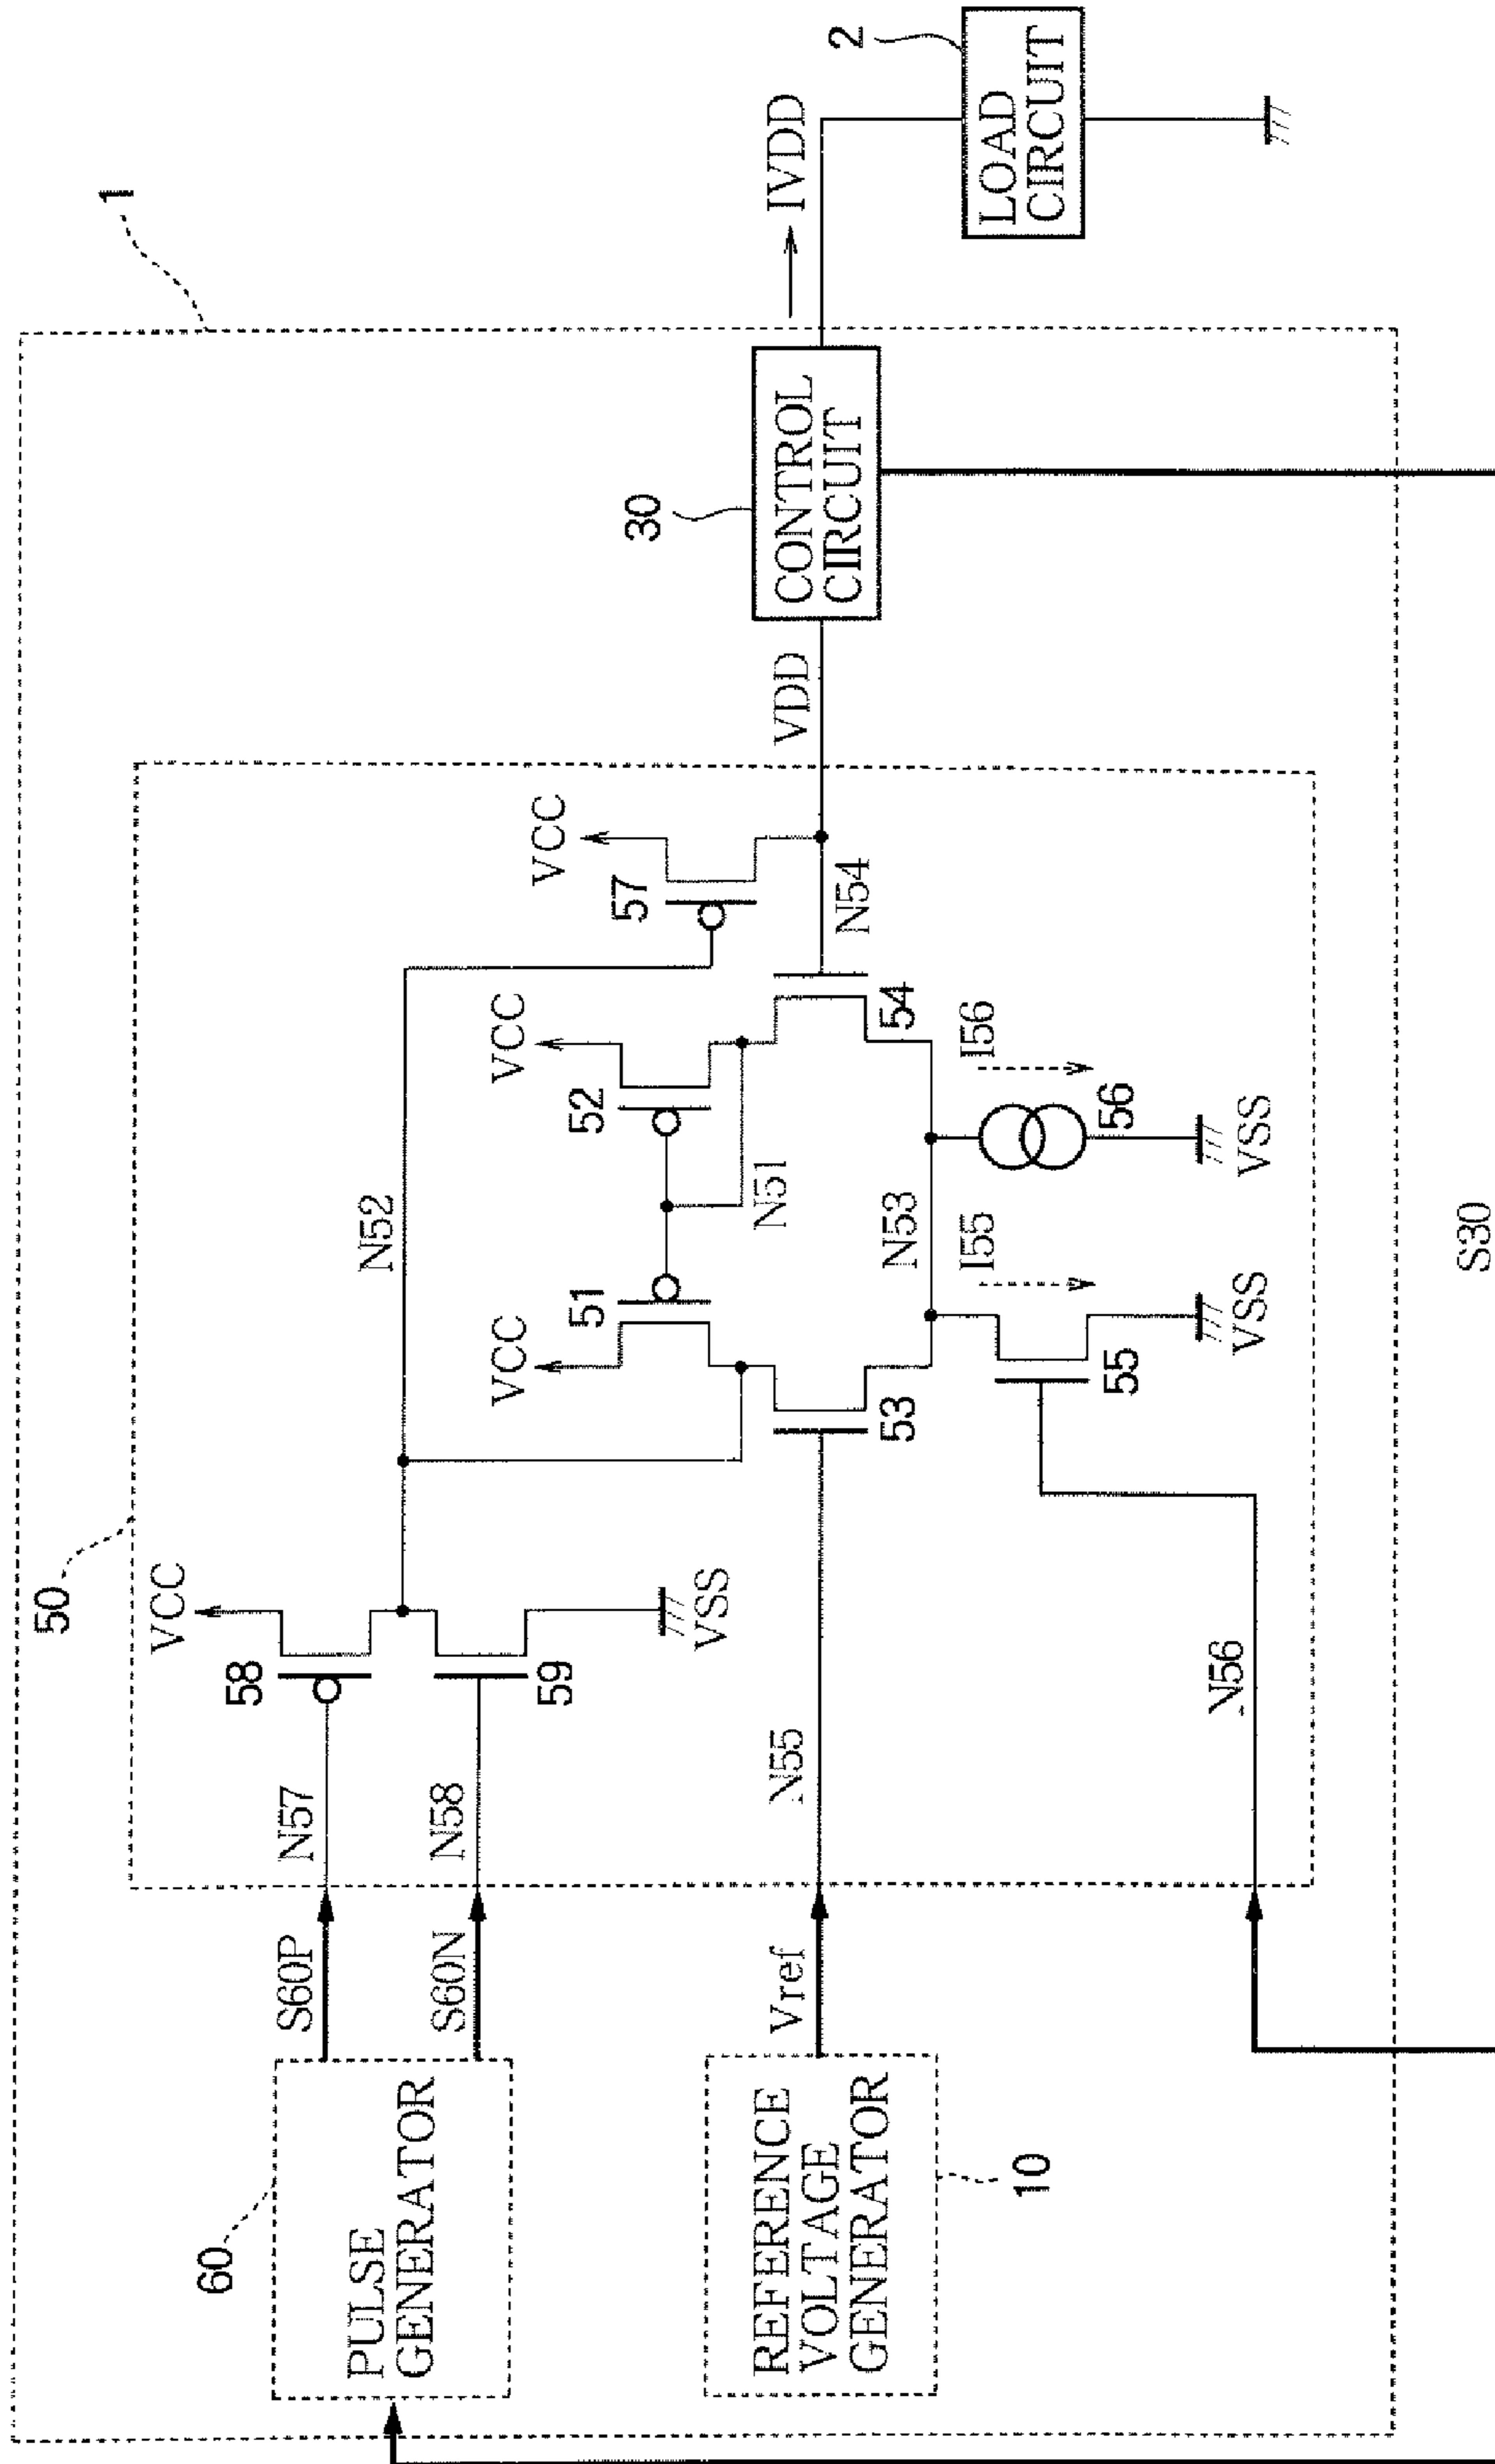 1
50
60
PULSE
GENERATOR
S60P
S60N
N57
N58
58
59
VCC
VSS
N52
REFERENCE
VOLTAGE
GENERATOR
10
Vref
N55
VCC
51
52
VCC
N51
53
54
N53
57
VCC
N54
VDD
30
CONTROL
CIRCUIT
IVDD
2
LOAD
CIRCUIT
I55
I56
55
56
VSS
VSS
N56
S30